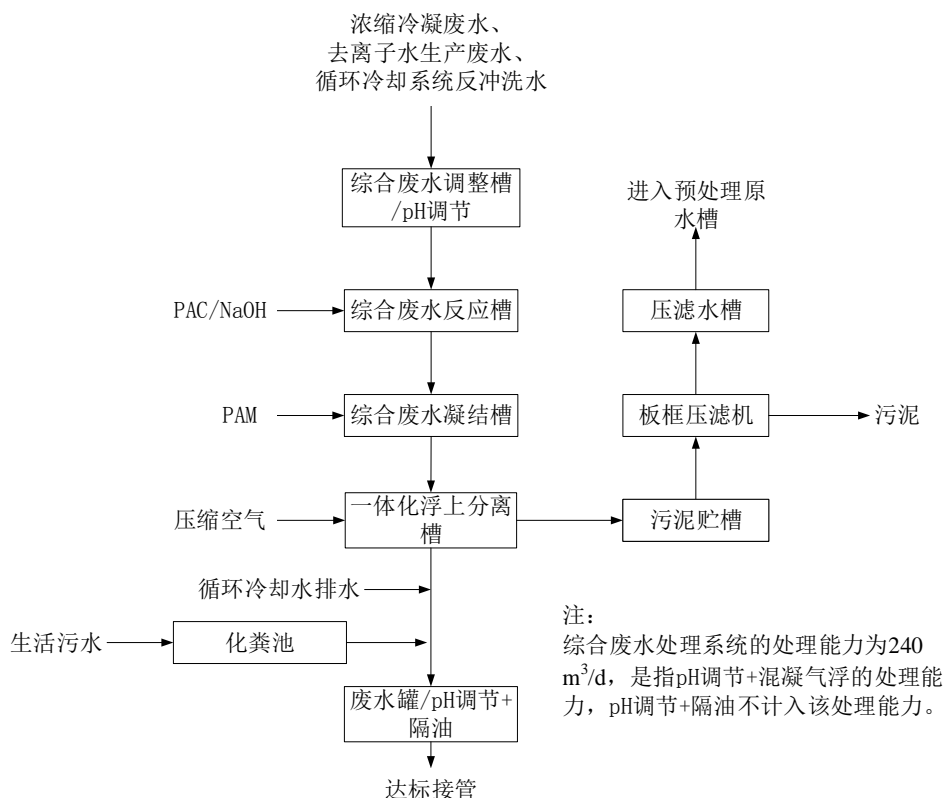 浓缩冷凝废水、
去离子水生产废水、
循环冷却系统反冲洗水
综合废水调整槽
/pH调节
进入预处理原
水槽
PAC/NaOH
综合废水反应槽
压滤水槽
PAM
综合废水凝结槽
板框压滤机
污泥
压缩空气
一体化浮上分离
槽
污泥贮槽
循环冷却水排水
生活污水
化粪池
注:
综合废水处理系统的处理能力为240
m³/d，是指pH调节+混凝气浮的处理能
力，pH调节+隔油不计入该处理能力。
废水罐/pH调节+
隔油
达标接管